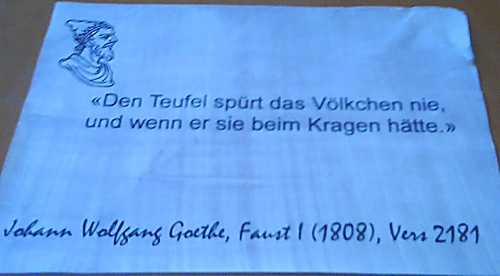 «Den Teufel spürt das Völkchen nie,
und wenn er sie beim Kragen hätte.»
Johann Wolfgang Goethe, Faust I (1808), Vers 2181